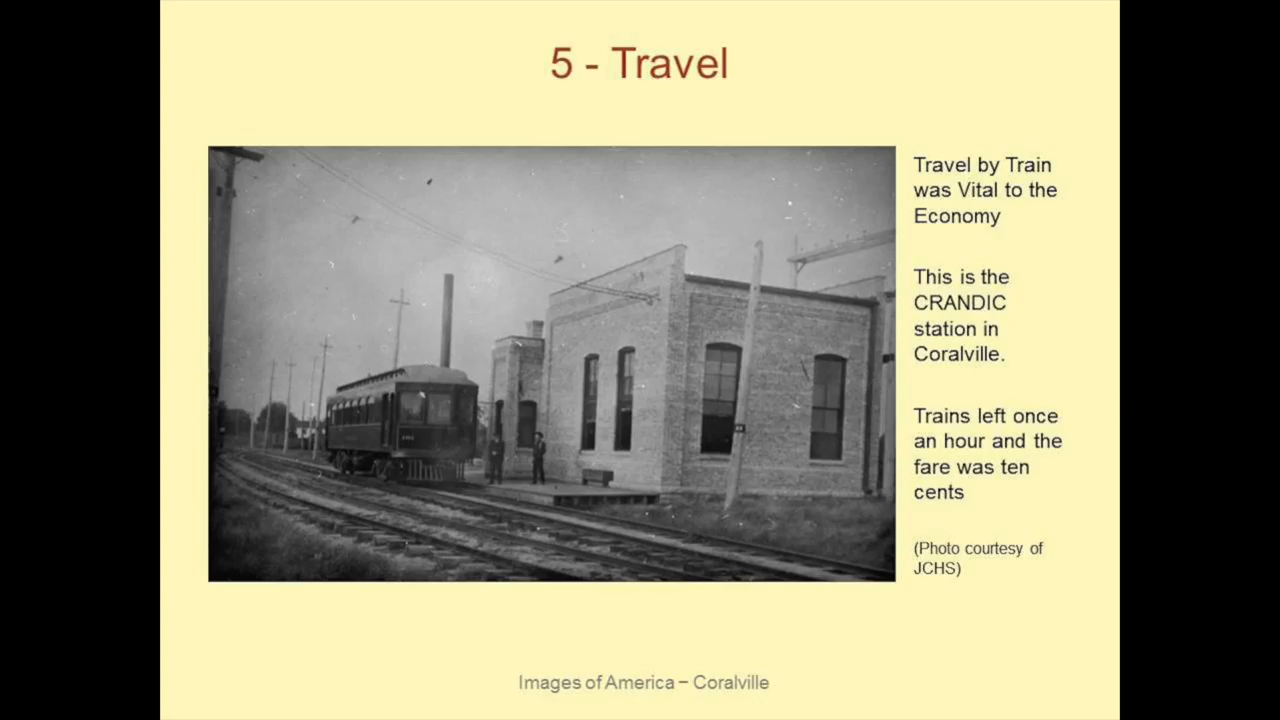 5 - Travel
Travel by Train
was Vital to the
Economy
This is the
CRANDIC
station in
Coralville.
Trains left once
an hour and the
fare was ten
cents
(Photo courtesy of
JCHS)
Images of America – Coralville